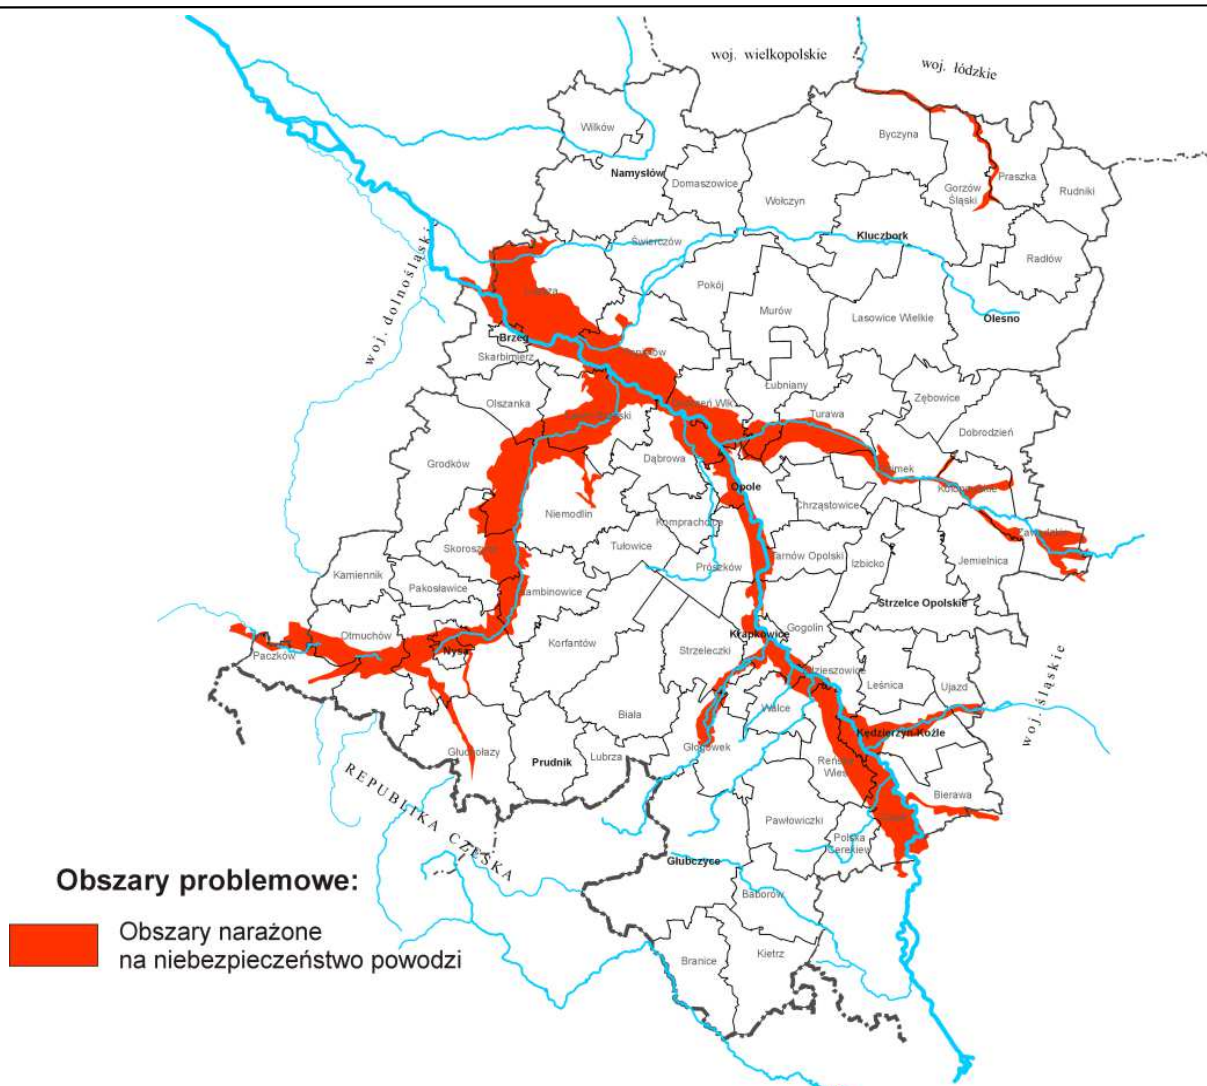 woj. wielkopolskie
woj. łódzkie
Wilków
Byczyna
Namysłów
Domaszowice
Praszka
Rudniki
Gorzów
Śląski
Wołczyn
Kluczbork
woj. dolnośląski
Świerczów
Radłów
Pokój
Murów
Lasowice Wielkie
Olesno
Brzeg
Skarbimierz
Łubniany
Zębowice
Olszanka
Turawa
Dobrodzień
Grodków
Dąbrowa
Opole
Chrząstowice
Niemodlin
Komprachcice
Skoroszyce
Tułowice
Tarnów Opolski
Izbicko
Jemielnica
Prószków
Kamiennik
Pakosławice
Łambinowice
Strzelce Opolskie
Otmuchów
Gogolin
Krapkowice
Korfantów
Strzeleczki
Nysa
Paczków
Zdzieszowice
Leśnica
Ujazd
woj. śląskie
Walce
Biała
Kędzierzyn-Koźle
Głuchołazy
Prudnik
Lubrza
Głogówek
Reńska
Wieś
Bierawa
REPUBLIKA CZESKA
Pawłowiczki
Polska
Cerekiew
Głubczyce
Obszary problemowe:
Baborów
Obszary narażone
na niebezpieczeństwo powodzi
Branice
Kietrz